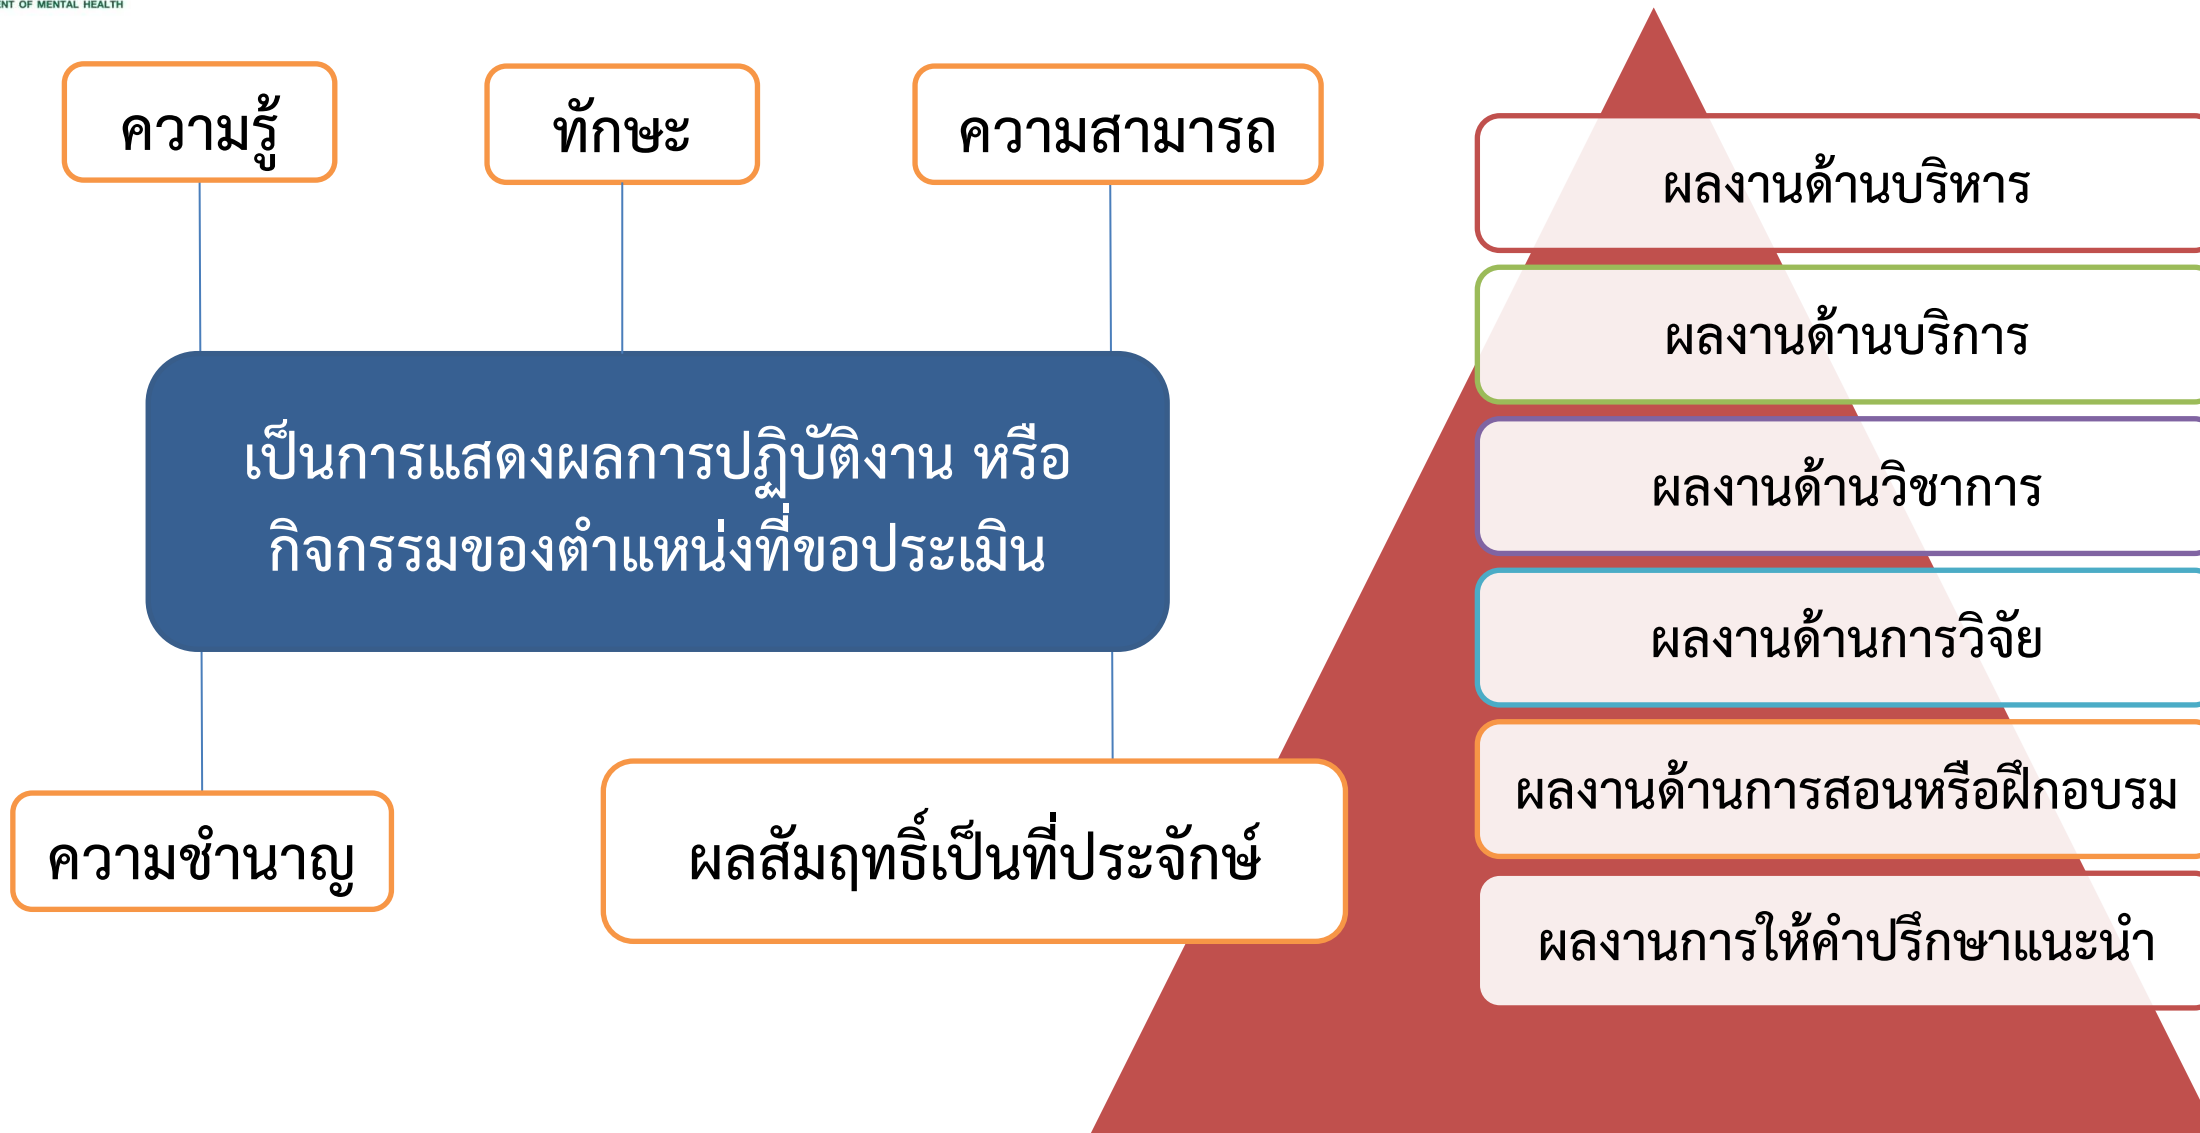 OF MENTAL HEALTH
ความรู้
ทักษะ
ความสามารถ
เป็นการแสดงผลการปฏิบัติงาน หรือ
กิจกรรมของตำแหน่งที่ขอประเมิน
ความชำนาญ
ผลสัมฤทธิ์เป็นที่ประจักษ์
ผลงานด้านบริหาร
ผลงานด้านบริการ
ผลงานด้านวิชาการ
ผลงานด้านการวิจัย
ผลงานด้านการสอนหรือฝึกอบรม
ผลงานการให้คำปรึกษาแนะนำ